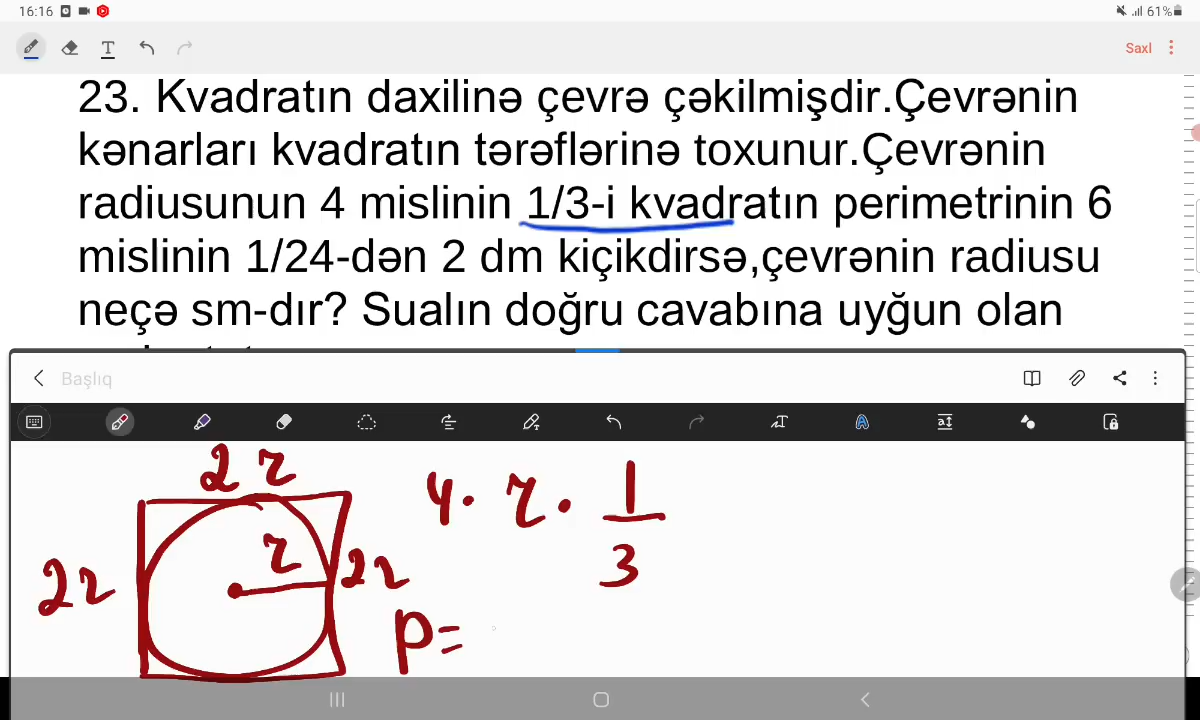 16:16
61%
Saxl
23. Kvadratın daxilinə çevrə çəkilmişdir.Çevrənin
kənarları kvadratın tərəflərinə toxunur.Çevrənin
radiusunun 4 mislinin 1/3-i kvadratın perimetrinin 6
mislinin 1/24-dən 2 dm kiçikdirsə,çevrənin radiusu
neçə sm-dır? Sualın doğru cavabına uyğun olan
Başlıq
2r
4 · r · 1/3
r
2r
2r
P=